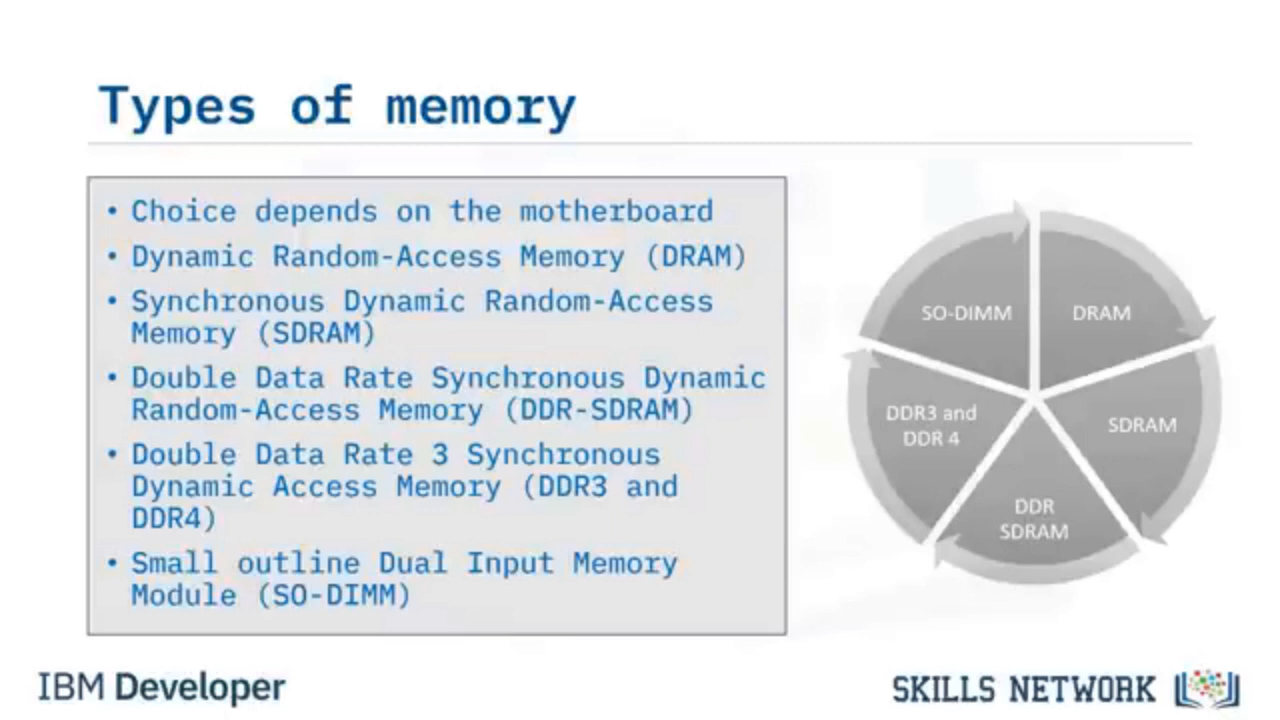 Types of memory
• Choice depends on the motherboard
• Dynamic Random-Access Memory (DRAM)
• Synchronous Dynamic Random-Access
Memory (SDRAM)
• Double Data Rate Synchronous Dynamic
Random-Access Memory (DDR-SDRAM)
• Double Data Rate 3 Synchronous
Dynamic Access Memory (DDR3 and
DDR4)
• Small outline Dual Input Memory
Module (SO-DIMM)
SO-DIMM
DRAM
DDR3 and
DDR 4
SDRAM
DDR
SDRAM
IBM Developer
SKILLS NETWORK